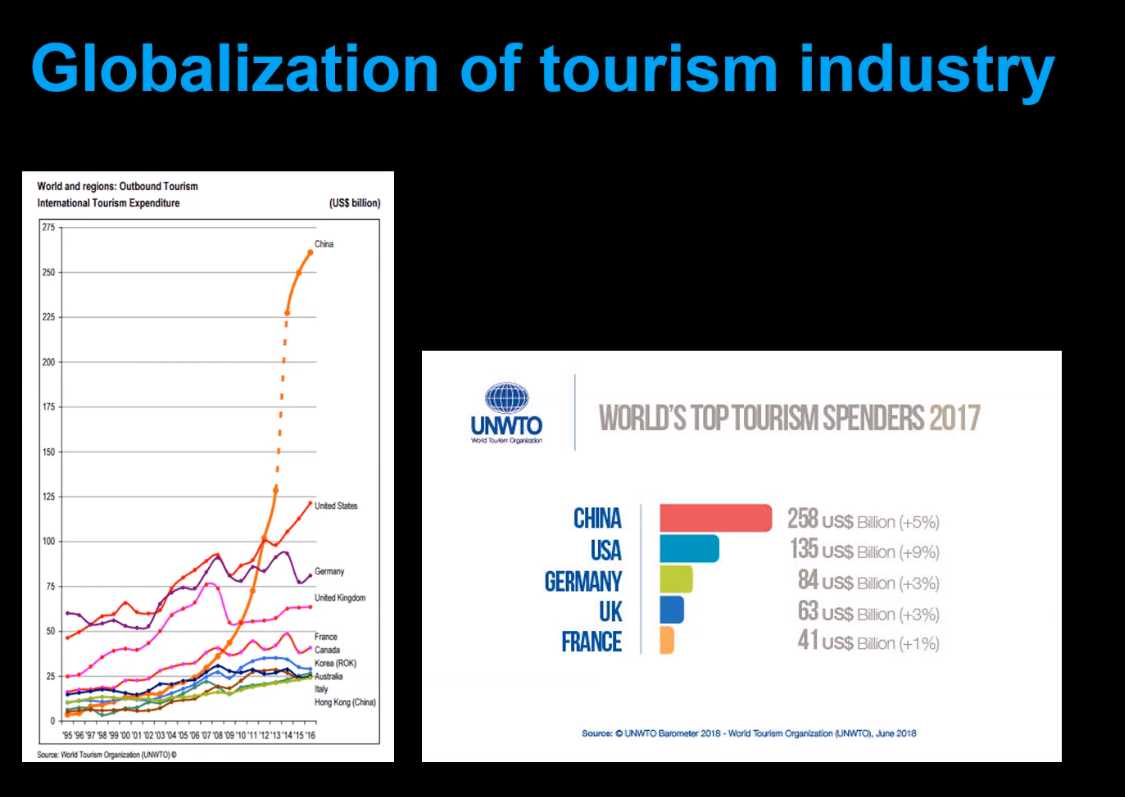 Globalization of tourism industry
World and regions: Outbound Tourism
International Tourism Expenditure (US$ billion)
275
250
225
200
175
150
125
100
75
50
25
0
China
United States
Germany
United Kingdom
France
Canada
Korea (ROK)
Australia
Italy
Hong Kong (China)
'95 '96 '97 '98 '99 '00 '01 '02 '03 '04 '05 '06 '07 '08 '09 '10 '11 '12 '13 '14 '15 '16
Source: World Tourism Organization (UNWTO) ©
UNWTO
World Tourism Organization
WORLD'S TOP TOURISM SPENDERS 2017
CHINA 258 US$ Billion (+5%)
USA 135 US$ Billion (+9%)
GERMANY 84 US$ Billion (+3%)
UK 63 US$ Billion (+3%)
FRANCE 41 US$ Billion (+1%)
Source: © UNWTO Barometer 2018 - World Tourism Organization (UNWTO), June 2018